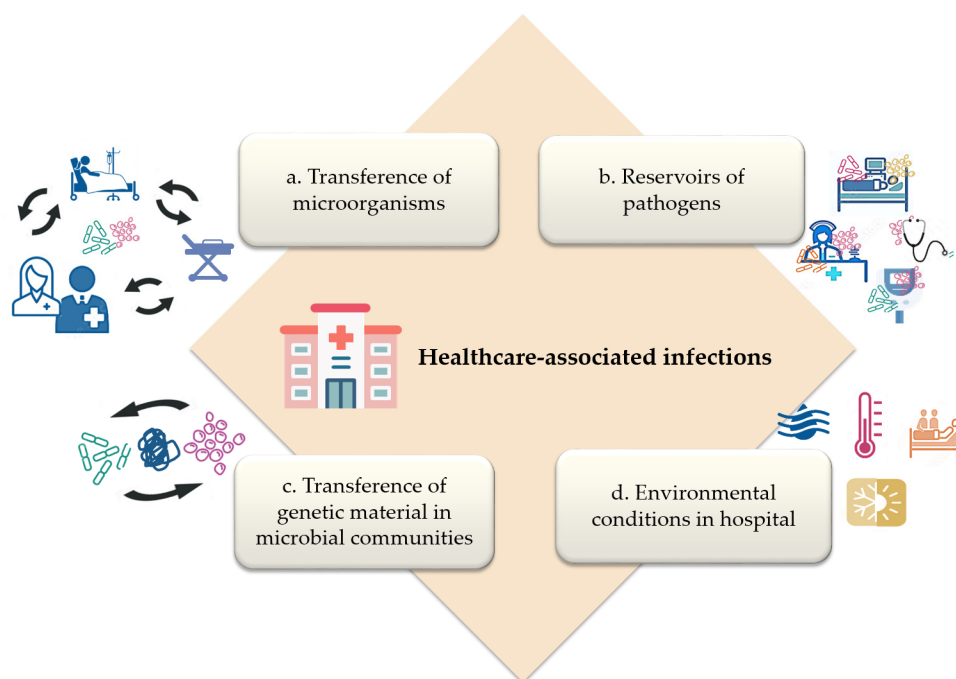 a. Transference of
microorganisms
b. Reservoirs of
pathogens
Healthcare-associated infections
c. Transference of
genetic material in
microbial communities
d. Environmental
conditions in hospital